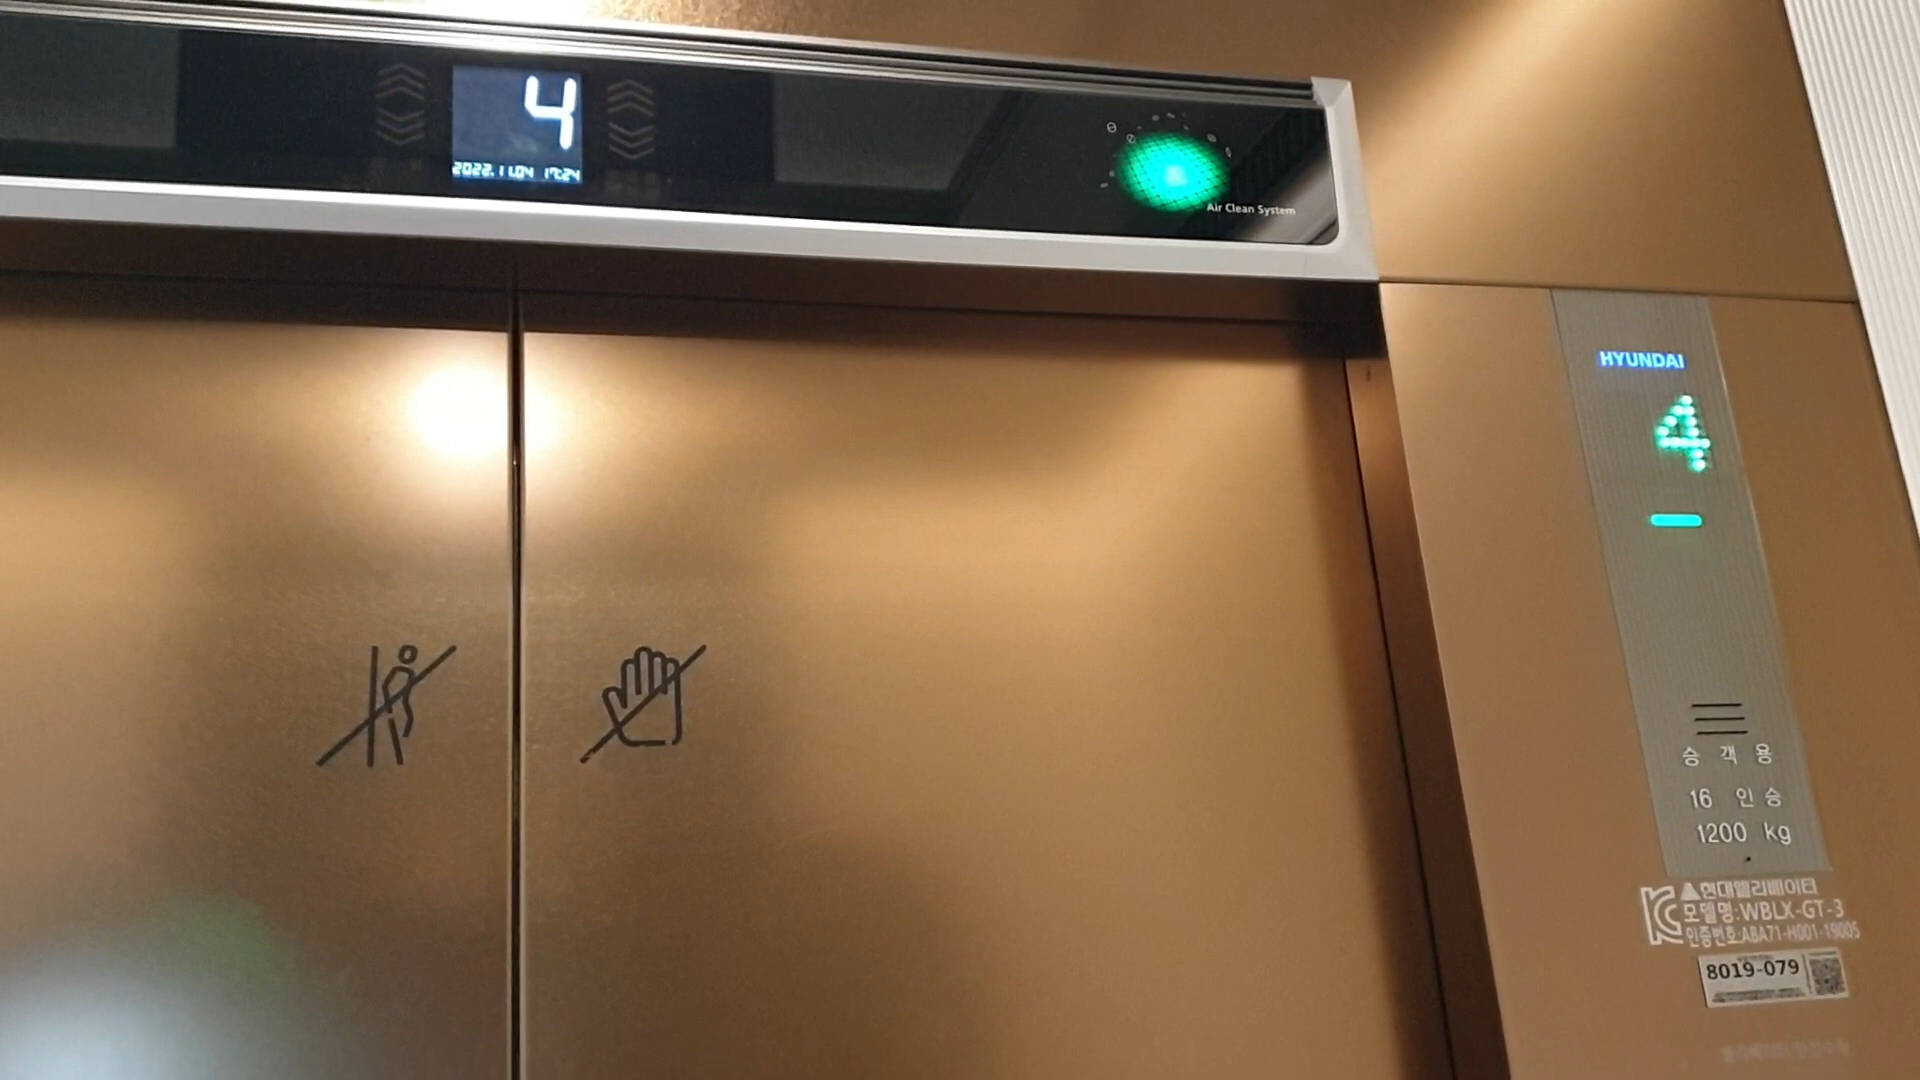 4
2022.11.04 17:24
Air Clean System
HYUNDAI
4
승객용
16 인승
1200 kg
현대엘리베이터
모델명:WBLX-GT-3
인증번호:ABA71-H001-19005
8019-079